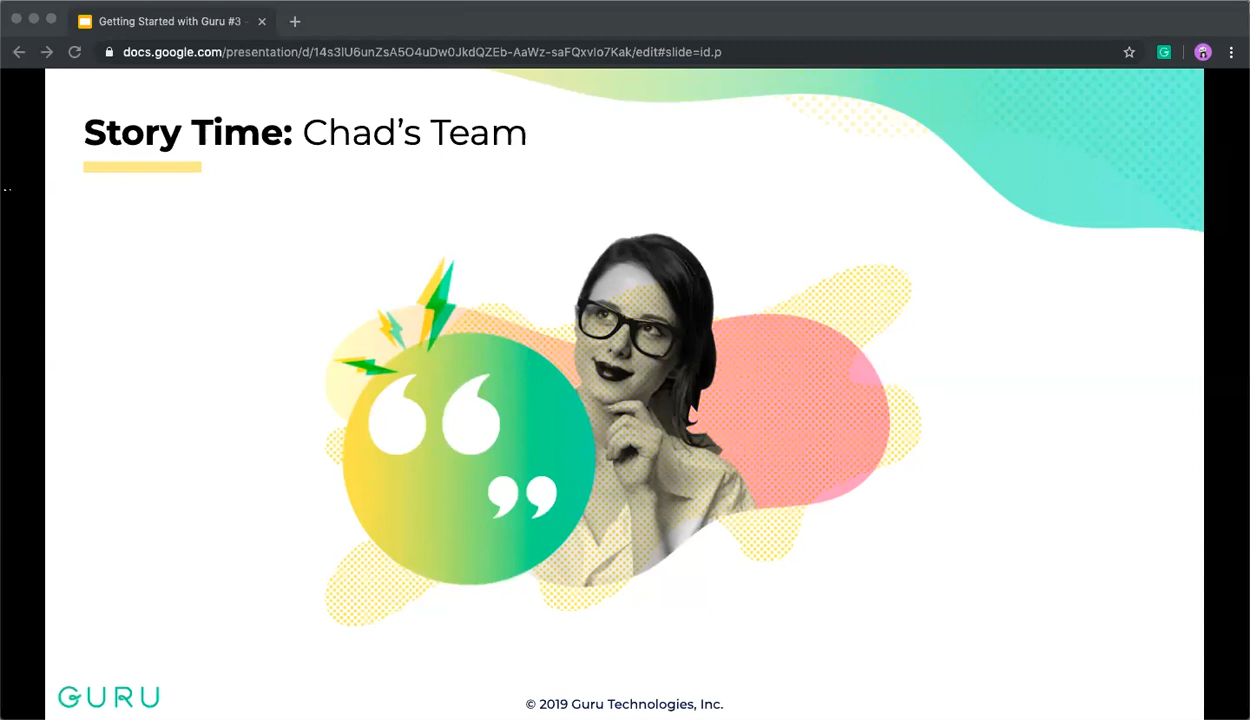 Getting Started with Guru #3 -
docs.google.com/presentation/d/14s3lU6unZsA5O4uDw0JkdQZEb-AaWz-saFQxvlo7Kak/edit#slide=id.p
Story Time: Chad's Team
GURU
© 2019 Guru Technologies, Inc.